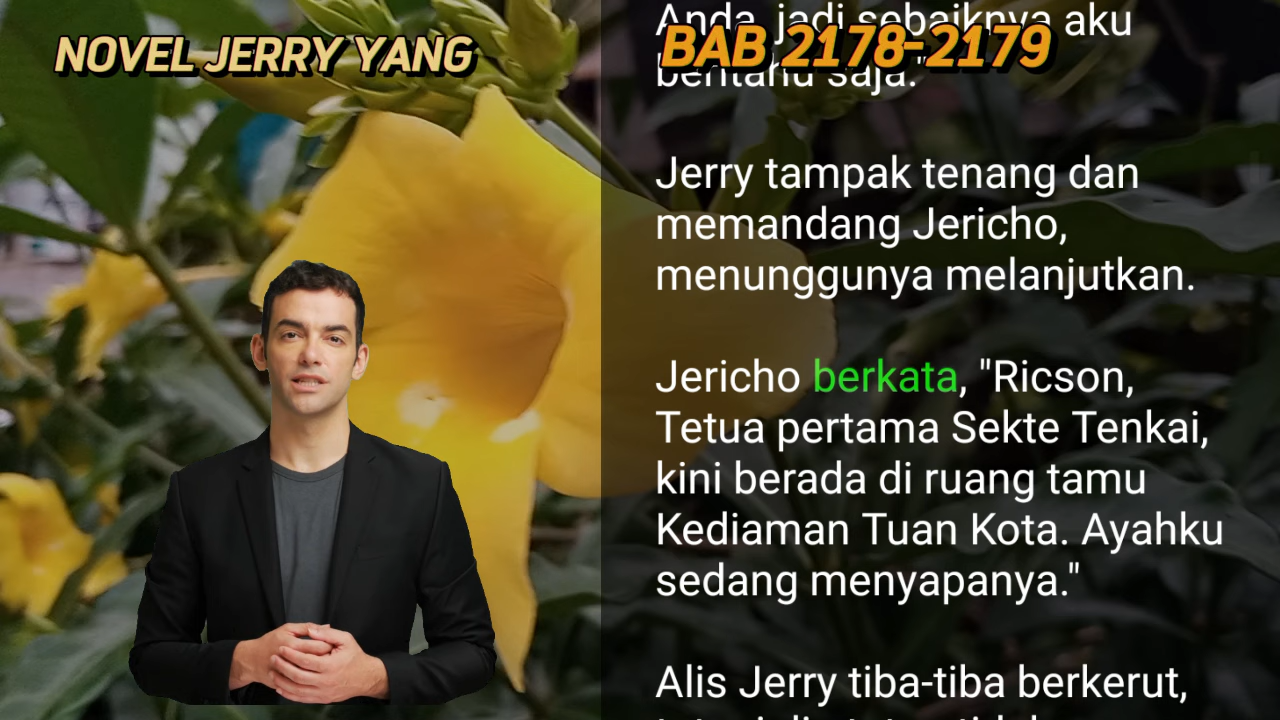 NOVEL JERRY YANG
BAB 2178-2179
Anda, jadi sebaiknya aku
beritahu saja."
Jerry tampak tenang dan
memandang Jericho,
menunggunya melanjutkan.
Jericho berkata, "Ricson,
Tetua pertama Sekte Tenkai,
kini berada di ruang tamu
Kediaman Tuan Kota. Ayahku
sedang menyapanya."
Alis Jerry tiba-tiba berkerut,